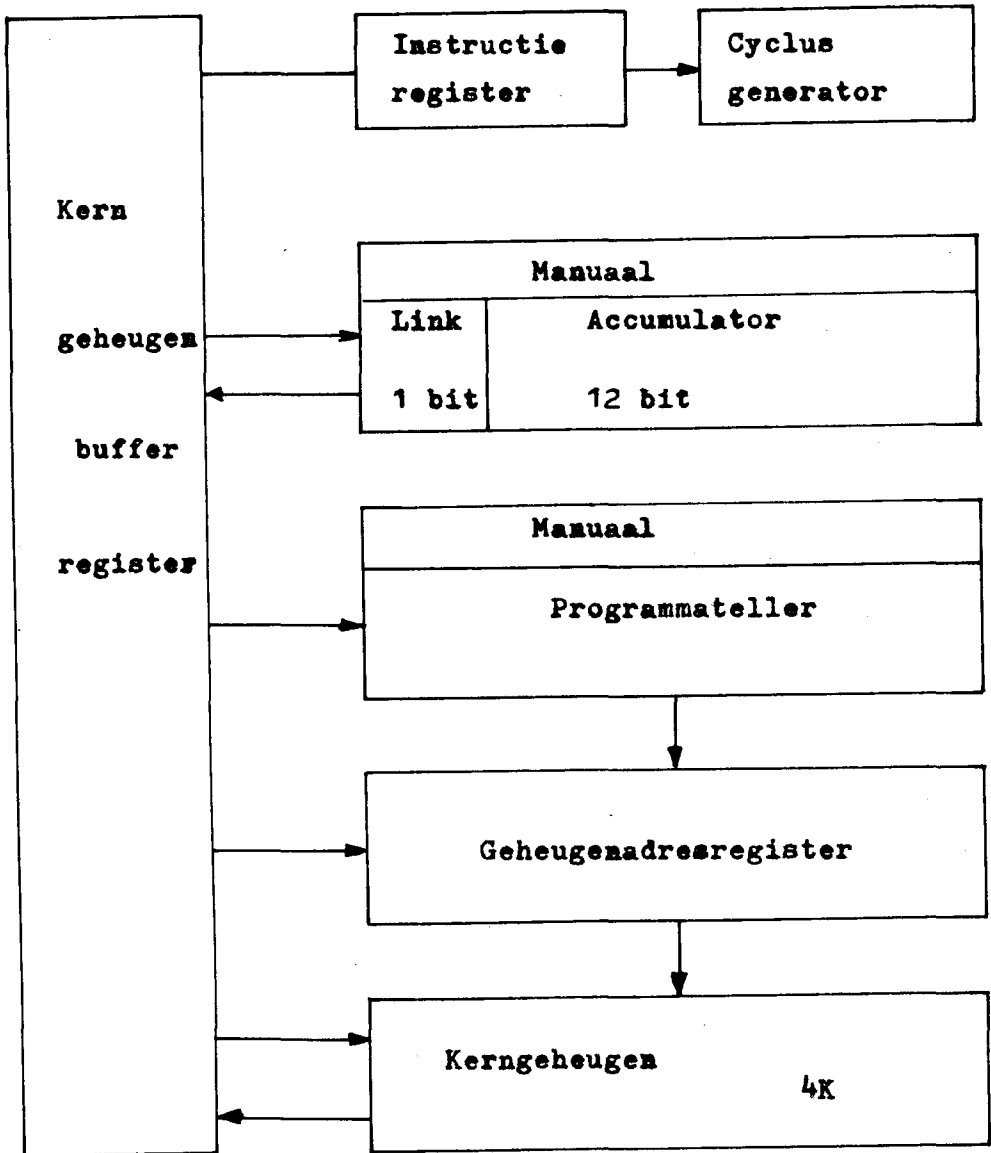 Instructie
register
Cyclus
generator
Kern
geheugen
buffer
register
Manuaal
Link
Accumulator
1 bit
12 bit
Manuaal
Programmateller
Geheugenadresregister
Kerngeheugen
4K